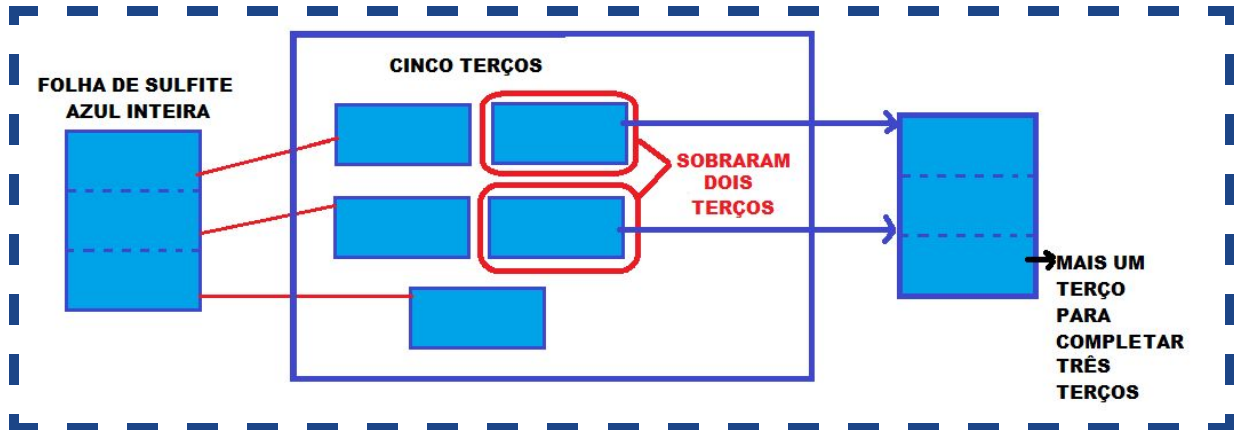 CINCO TERÇOS
FOLHA DE SULFITE
AZUL INTEIRA
SOBRARAM
DOIS
TERÇOS
MAIS UM
TERÇO
PARA
COMPLETAR
TRÊS
TERÇOS